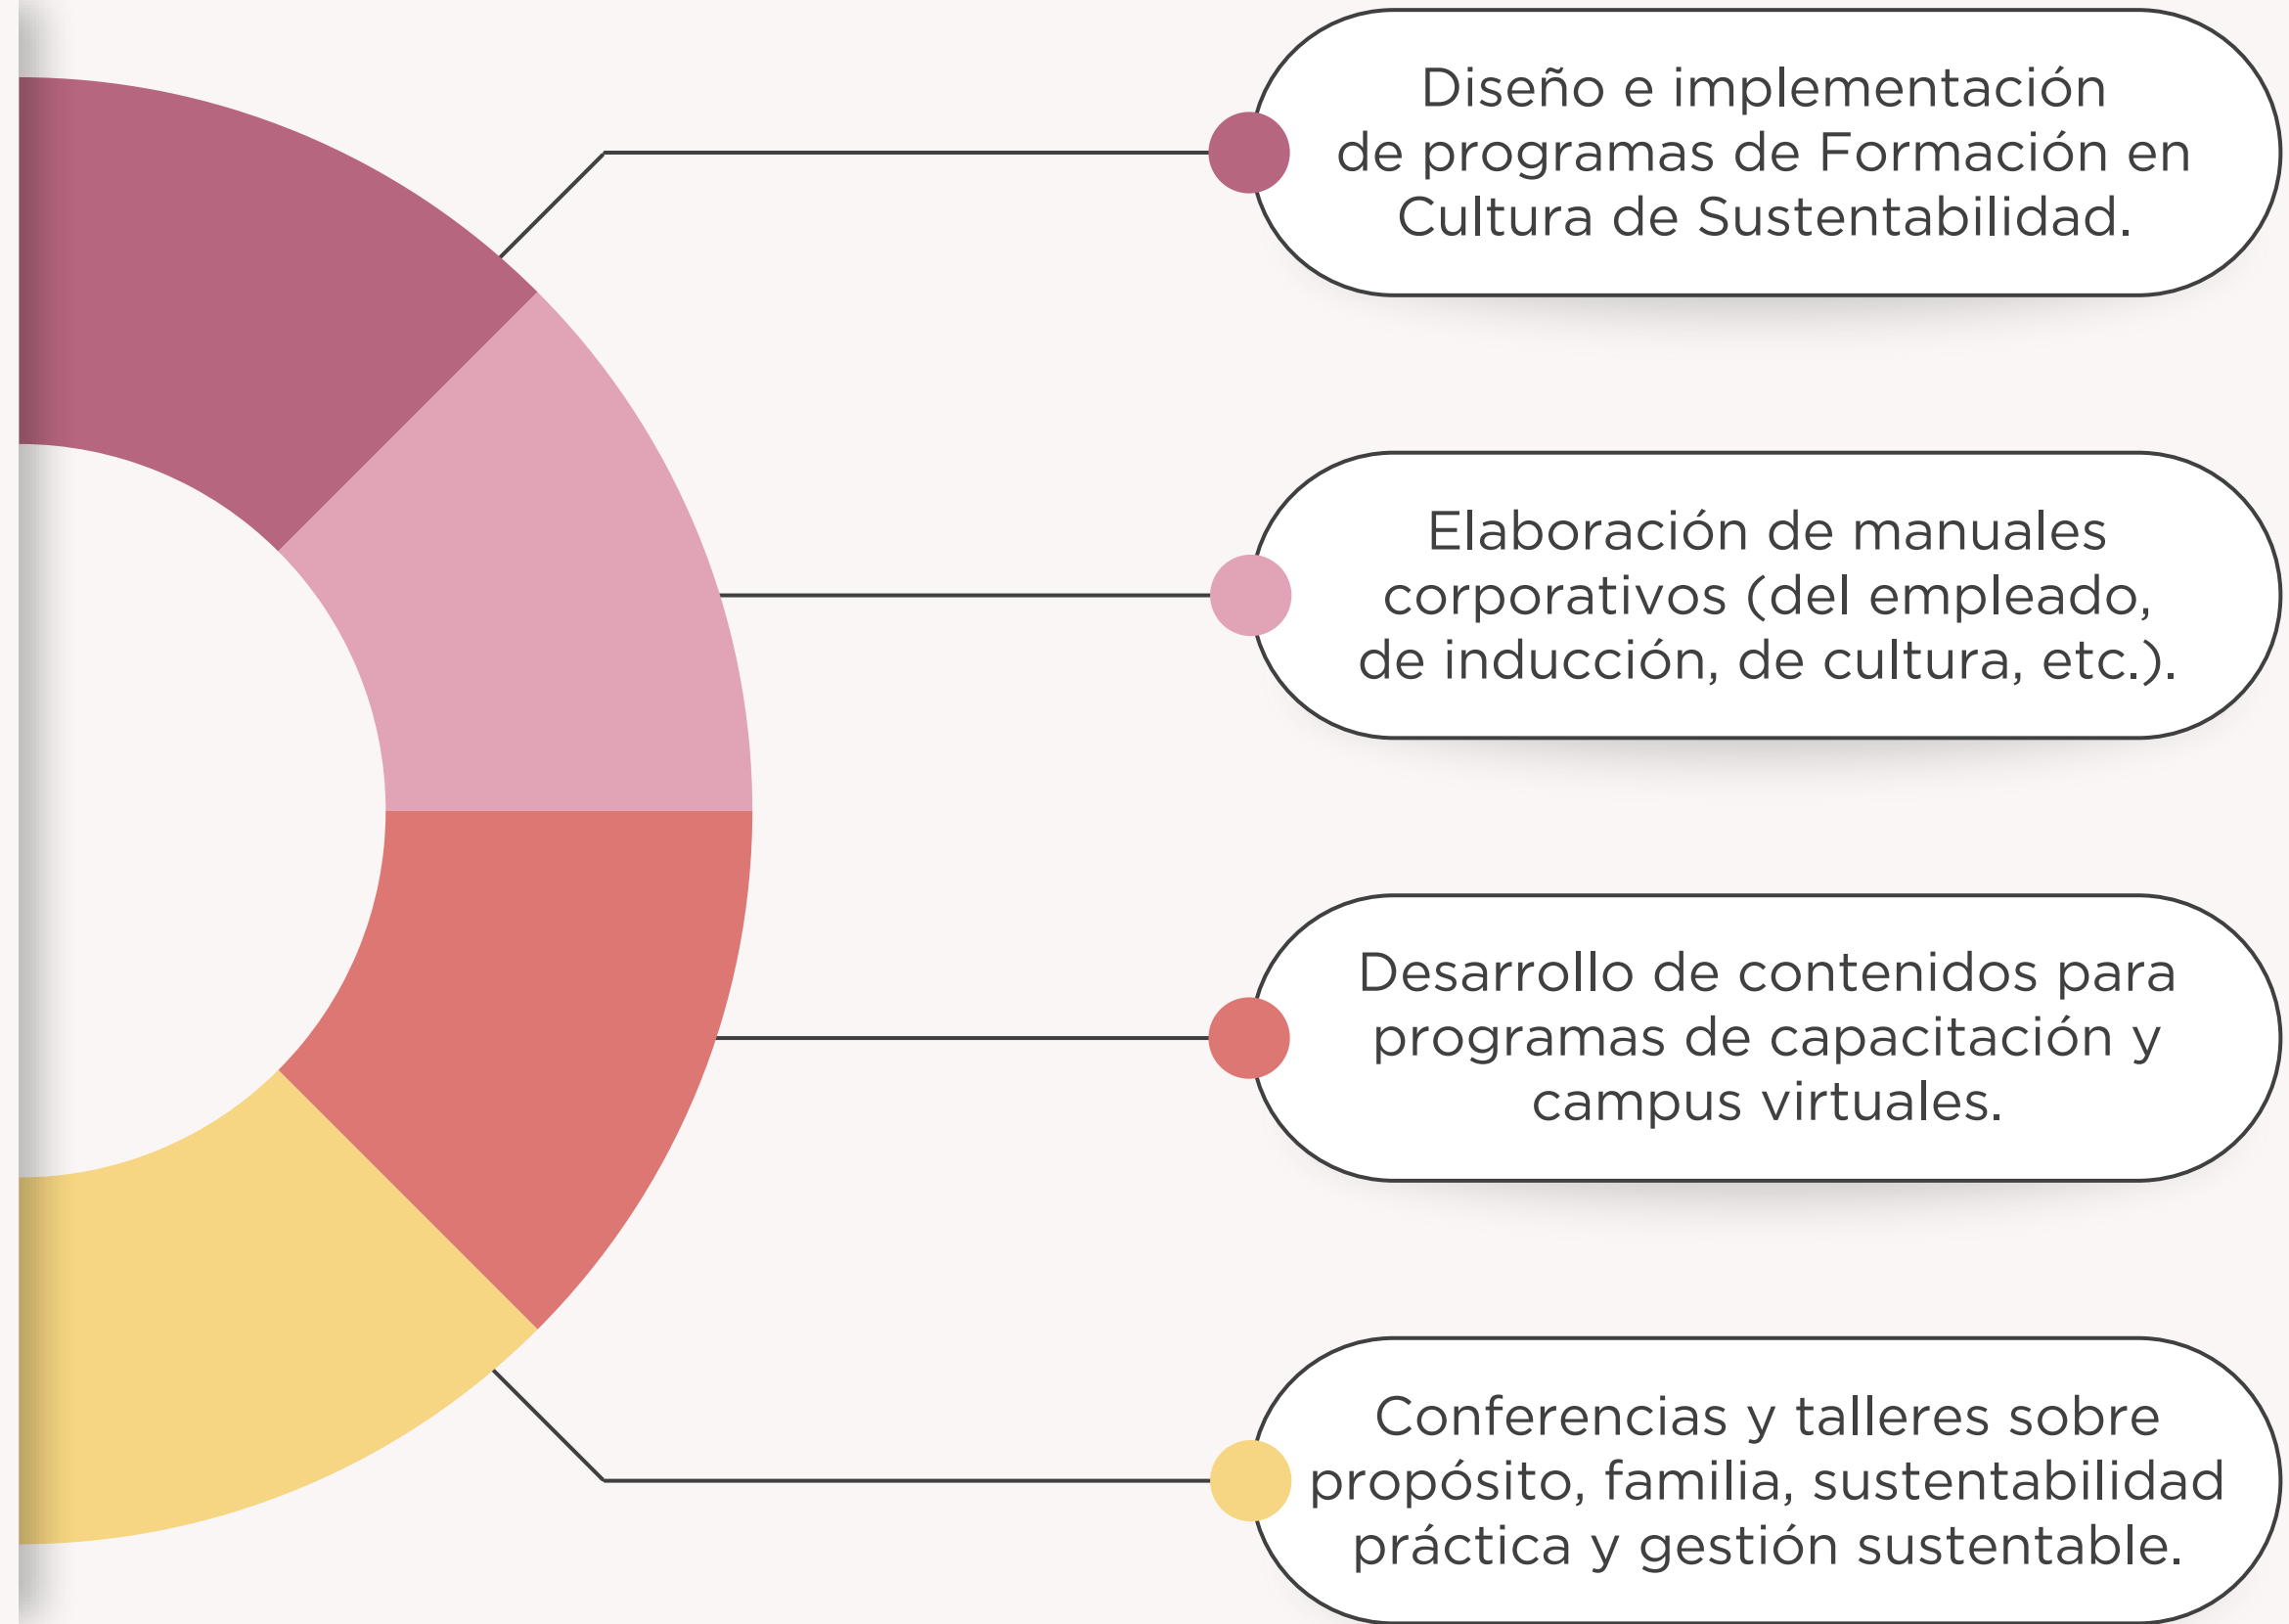 Diseño e implementación
de programas de Formación en
Cultura de Sustentabilidad.
Elaboración de manuales
corporativos (del empleado,
de inducción, de cultura, etc.).
Desarrollo de contenidos para
programas de capacitación y
campus virtuales.
Conferencias y talleres sobre
propósito, familia, sustentabilidad
práctica y gestión sustentable.